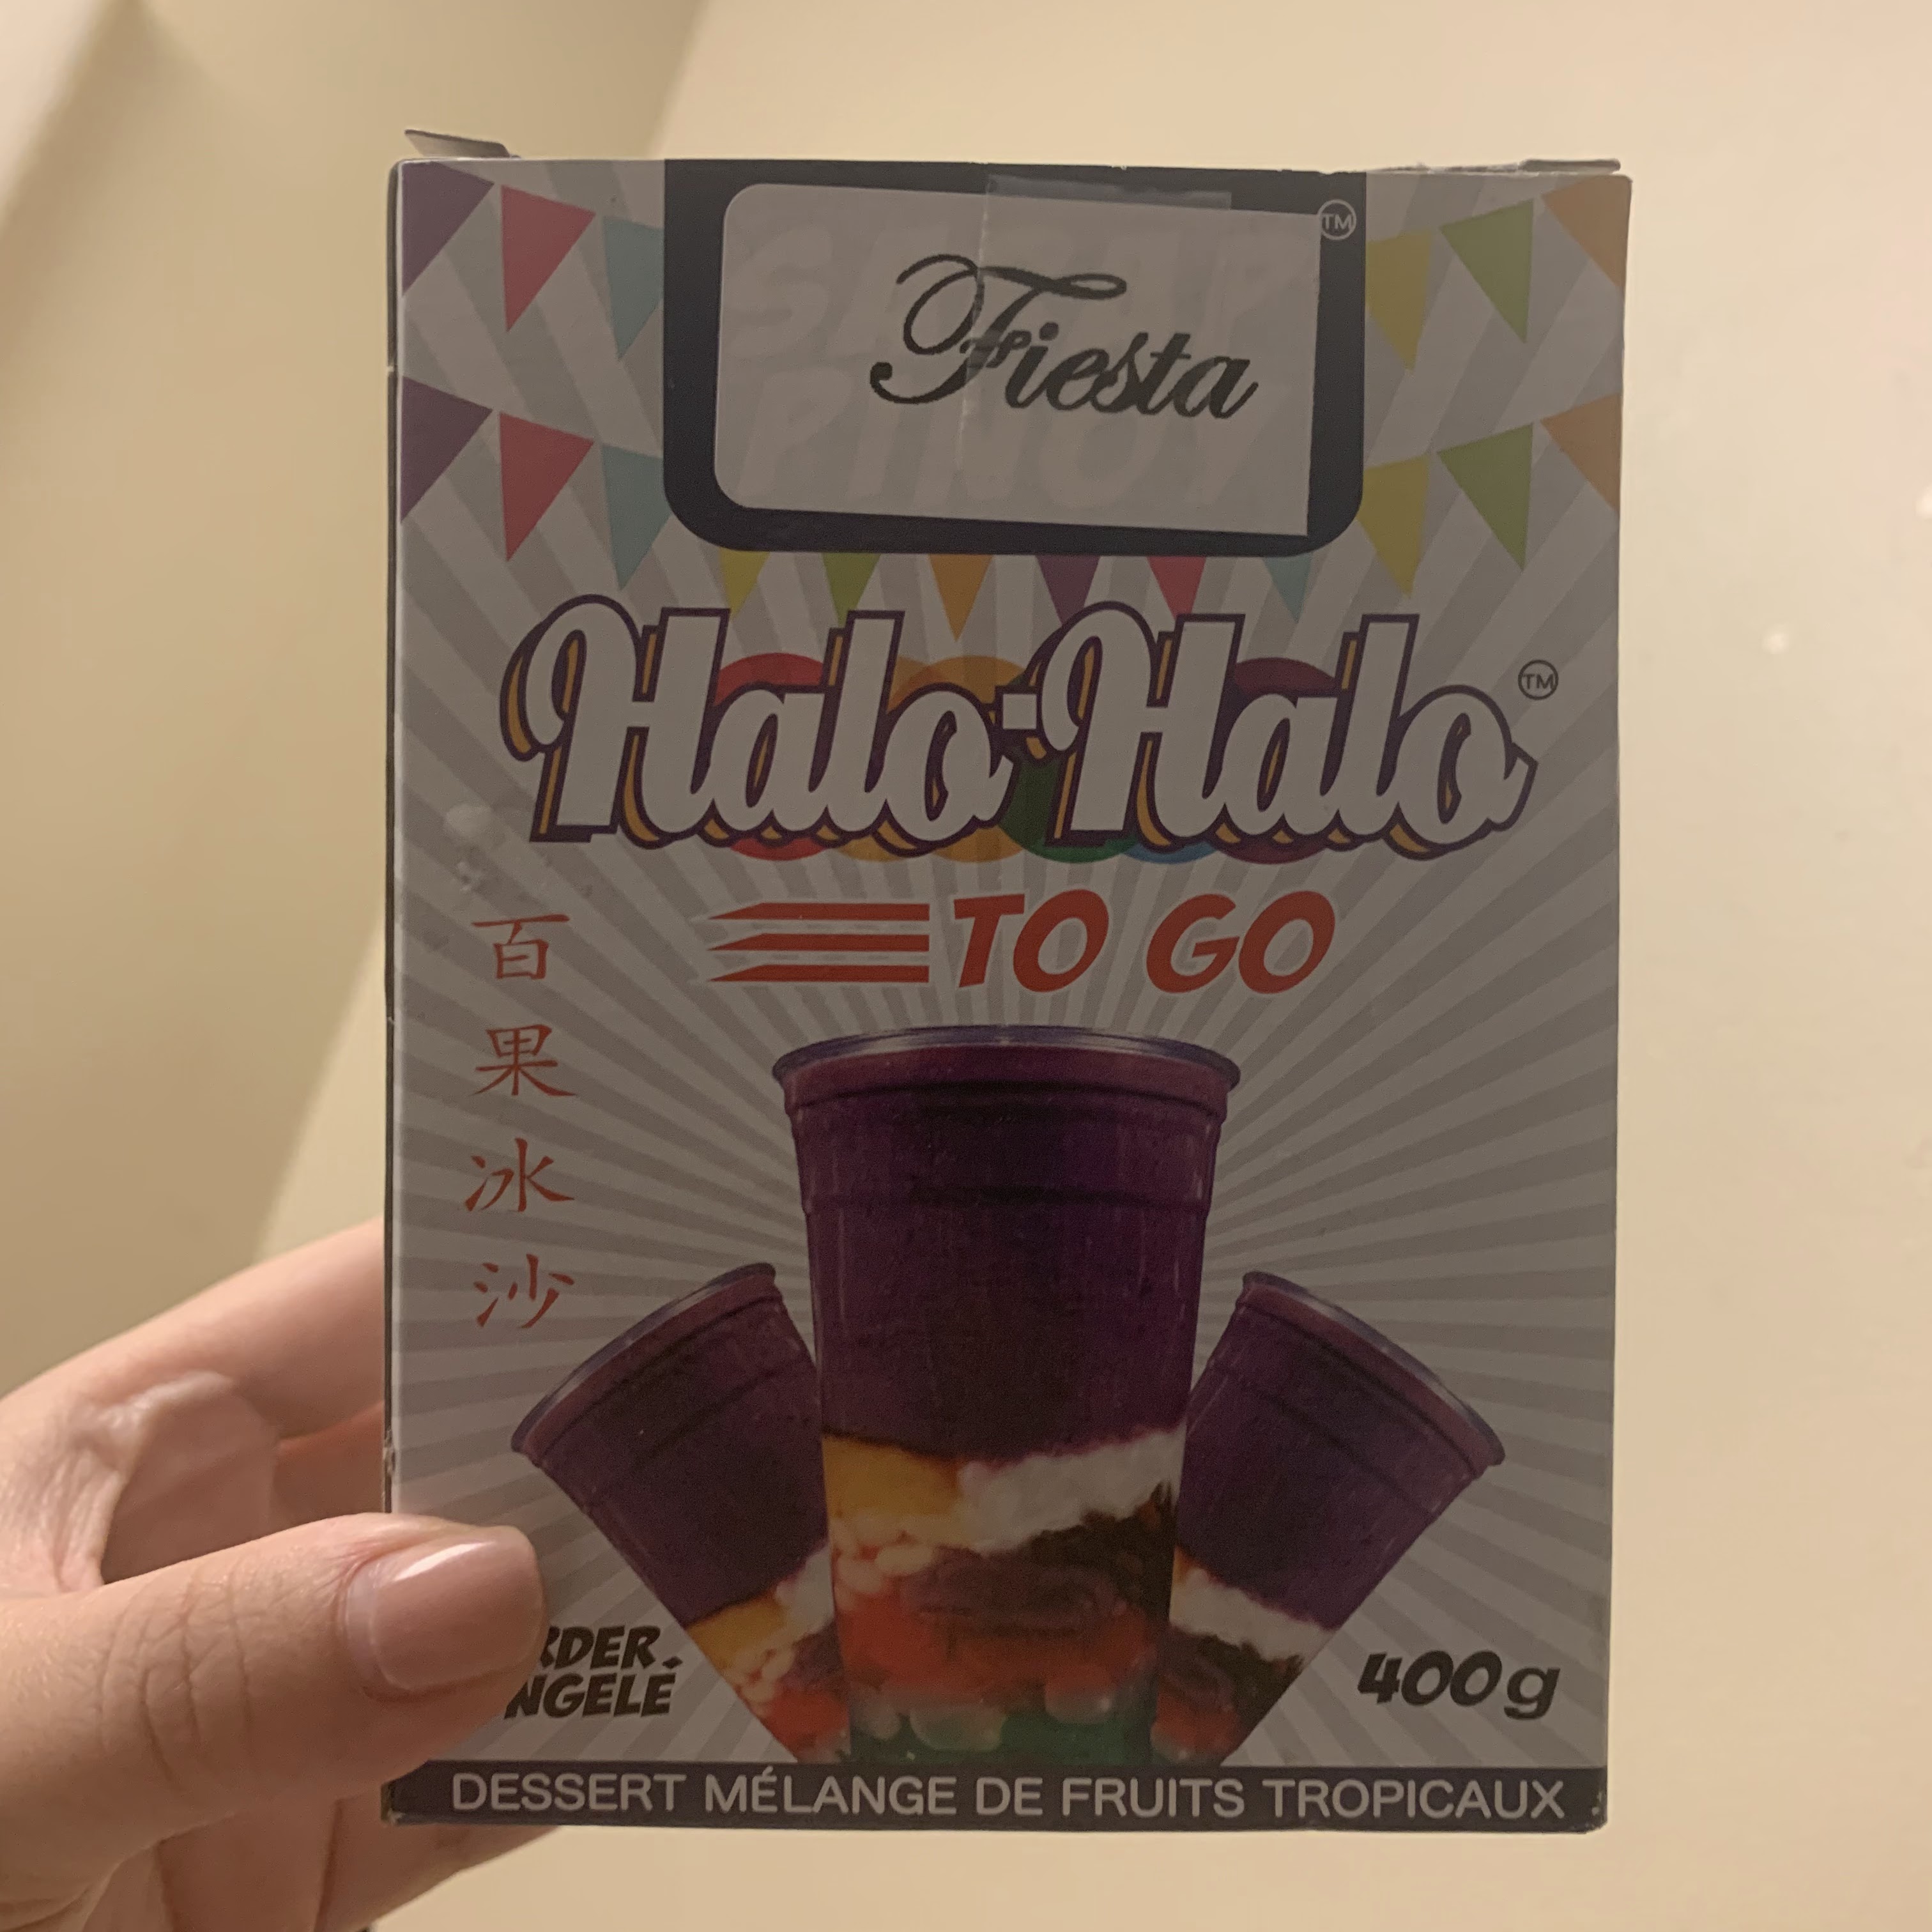 Fiesta
TM
Halo-Halo
TM
TO GO
百果冰沙
400g
DESSERT MÉLANGE DE FRUITS TROPICAUX